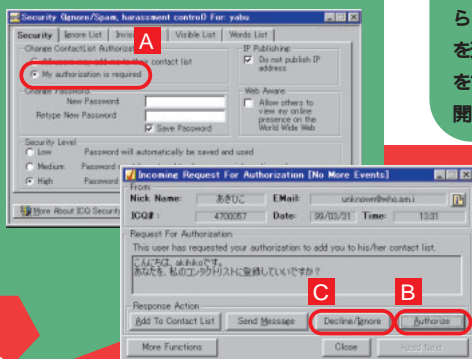 Security (Ignore/Spam, harassment control) For: yabu
Security
Ignore List
Visible List
Words List
A
Change ContactList Authorization
My authorization is required
IP Publishing
Do not publish IP
address
Change Password
New Password:
Retype New Password:
Save Password
Web Aware
Allow others to
view my online
presence on the
World Wide Web
Security Level
Low
Password will automatically be saved and used
Medium
Password
High
Password
More About ICQ Security
ら
を
を
開
Incoming Request For Authorization [No More Events]
From:
Nick Name:
あきひこ
EMail:
unknown@who.am.i
ICQ# :
4700057
Date:
99/03/31
Time:
13:31
Request For Authorization
This user has requested your authorization to add you to his/her contact list.
こんにちは、akihikoです。
あなたを、私のコンタクトリストに登録していいですか?
C
B
Response Action
Add To Contact List
Send Message
Decline/Ignore
Authorize
More Functions
Close
Read Next